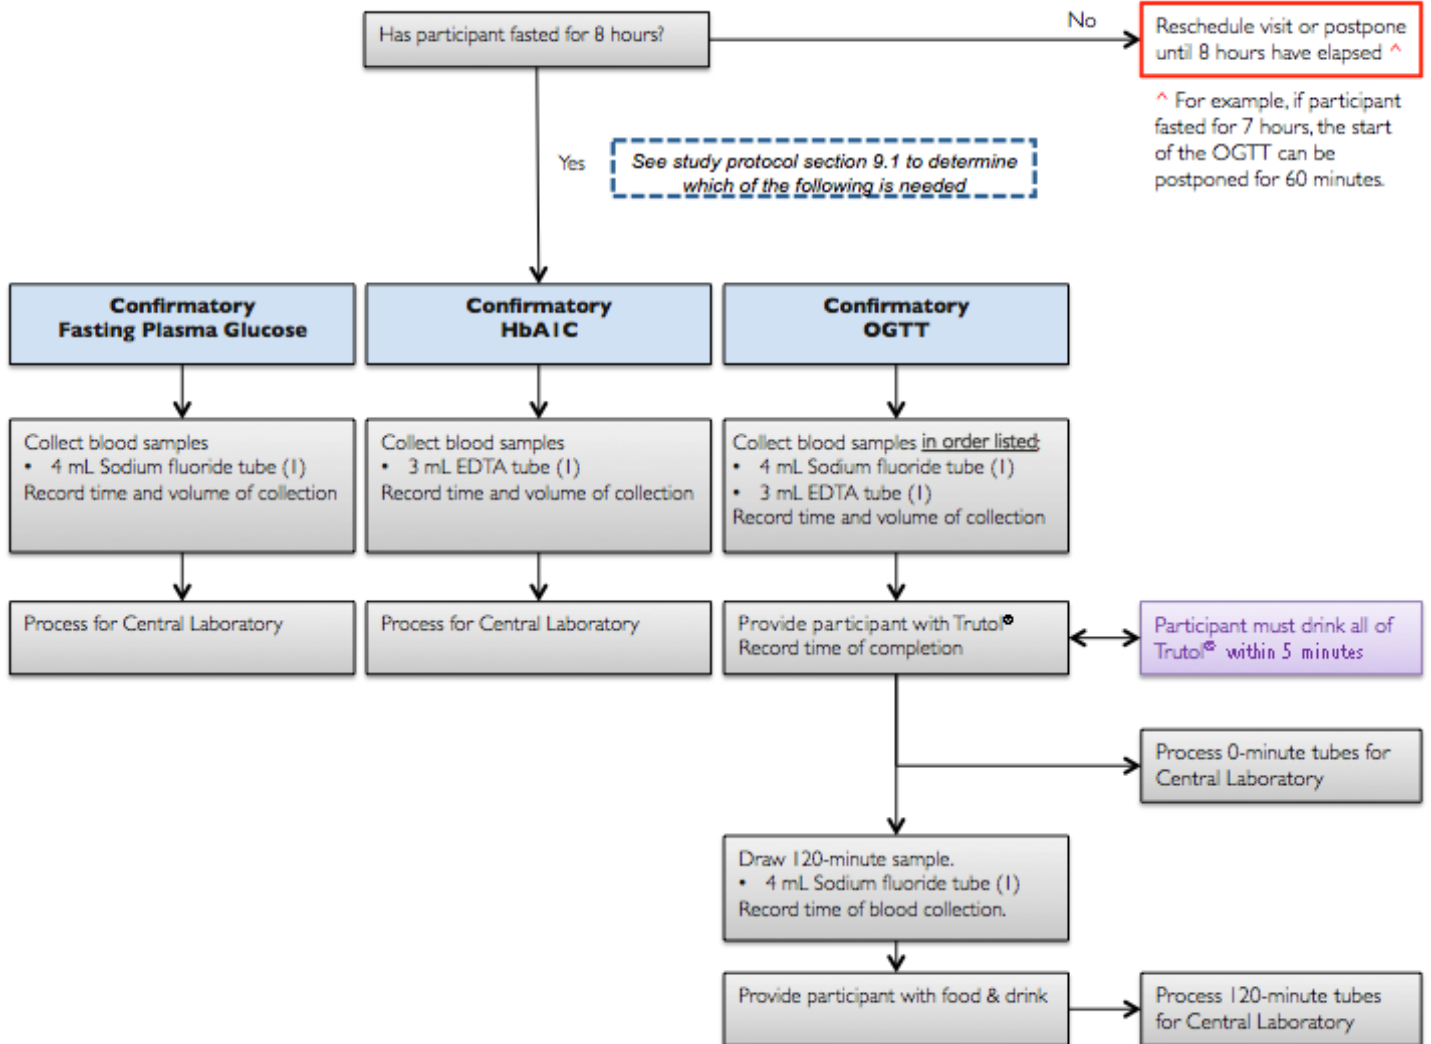 Has participant fasted for 8 hours?
No
Reschedule visit or postpone
until 8 hours have elapsed ^
^ For example, if participant
fasted for 7 hours, the start
of the OGTT can be
postponed for 60 minutes.
Yes
See study protocol section 9.1 to determine
which of the following is needed
Confirmatory
Fasting Plasma Glucose
Confirmatory
HbA1C
Confirmatory
OGTT
Collect blood samples
• 4 mL Sodium fluoride tube (1)
Record time and volume of collection
Collect blood samples
• 3 mL EDTA tube (1)
Record time and volume of collection
Collect blood samples in order listed:
• 4 mL Sodium fluoride tube (1)
• 3 mL EDTA tube (1)
Record time and volume of collection
Process for Central Laboratory
Process for Central Laboratory
Provide participant with Trutol®
Record time of completion
Participant must drink all of
Trutol® within 5 minutes
Process 0-minute tubes for
Central Laboratory
Draw 120-minute sample.
• 4 mL Sodium fluoride tube (1)
Record time of blood collection.
Provide participant with food & drink
Process 120-minute tubes
for Central Laboratory